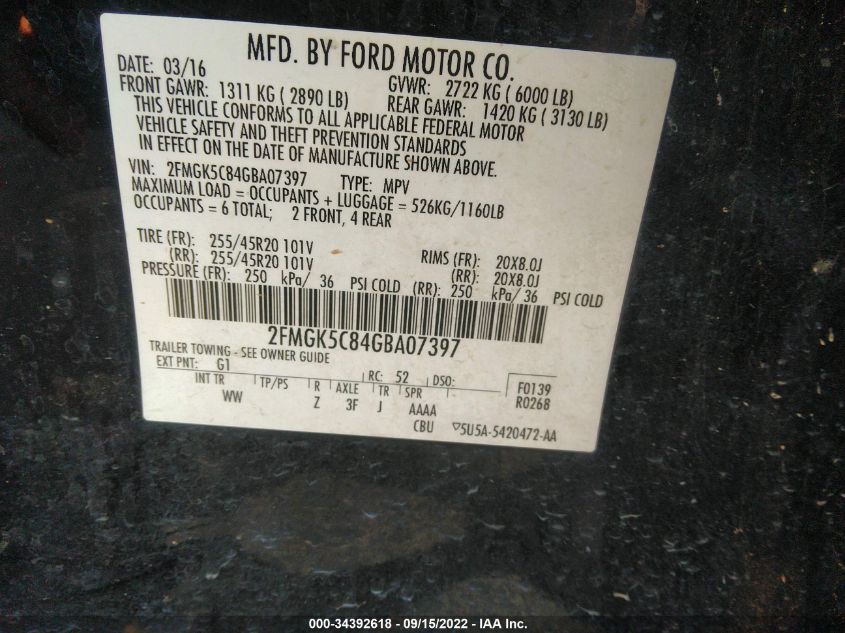 MFD. BY FORD MOTOR CO.
DATE: 03/16 GVWR: 2722 KG ( 6000 LB)
FRONT GAWR: 1311 KG ( 2890 LB) REAR GAWR: 1420 KG ( 3130 LB)
THIS VEHICLE CONFORMS TO ALL APPLICABLE FEDERAL MOTOR
VEHICLE SAFETY AND THEFT PREVENTION STANDARDS
IN EFFECT ON THE DATE OF MANUFACTURE SHOWN ABOVE.
VIN: 2FMGK5C84GBA07397 TYPE: MPV
MAXIMUM LOAD = OCCUPANTS + LUGGAGE = 526KG/1160LB
OCCUPANTS = 6 TOTAL; 2 FRONT, 4 REAR
TIRE (FR): 255/45R20 101V RIMS (FR): 20X8.0J
(RR): 255/45R20 101V (RR): 20X8.0J
PRESSURE (FR): 250 kPa/ 36 PSI COLD (RR): 250 kPa/ 36 PSI COLD
2FMGK5C84GBA07397
TRAILER TOWING - SEE OWNER GUIDE
EXT PNT: G1 RC: 52 DSO: F0139
INT TR TP/PS R AXLE TR SPR R0268
WW Z 3F J AAAA
CBU ▽5U5A-5420472-AA
000-34392618 - 09/15/2022 - IAA Inc.